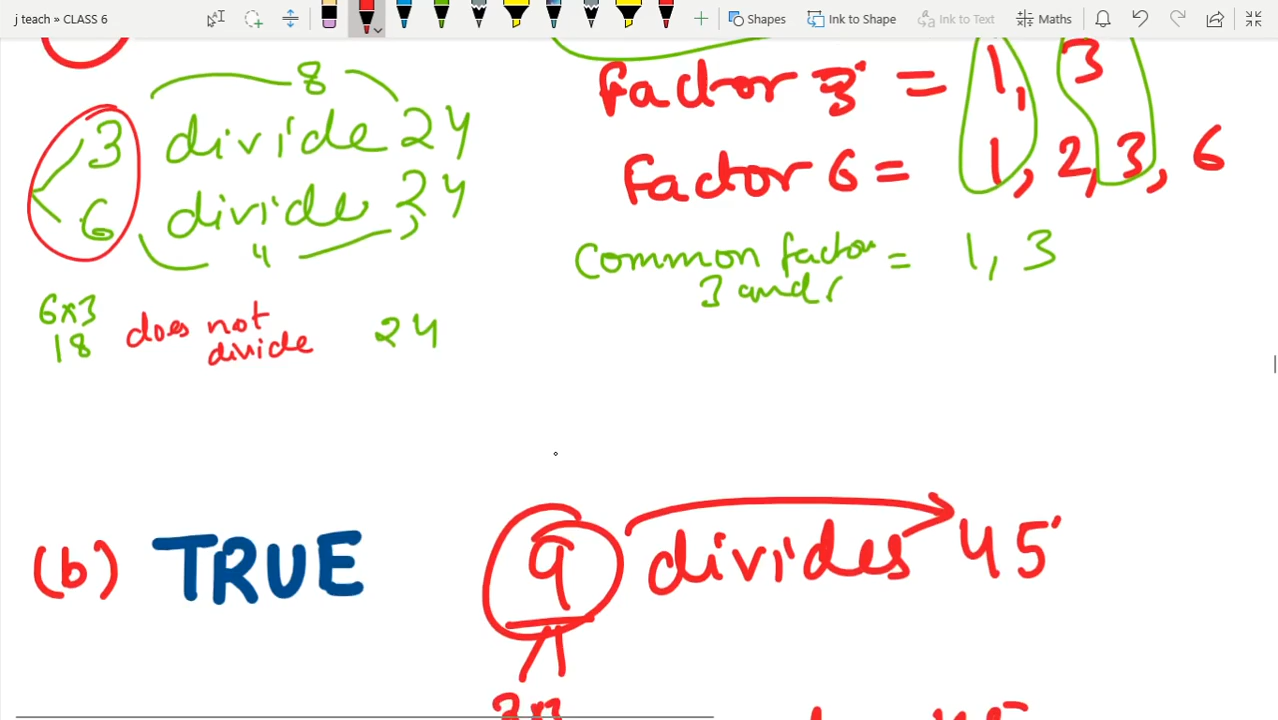 j teach » CLASS 6
Shapes
Ink to Shape
Ink to Text
Maths
8
3 divide 24
6 divide 24
4
6x3
18 does not divide 24
factor 3 = 1, 3
factor 6 = 1, 2, 3, 6
Common factor = 1, 3
3 and
(b) TRUE
9 divides 45
45